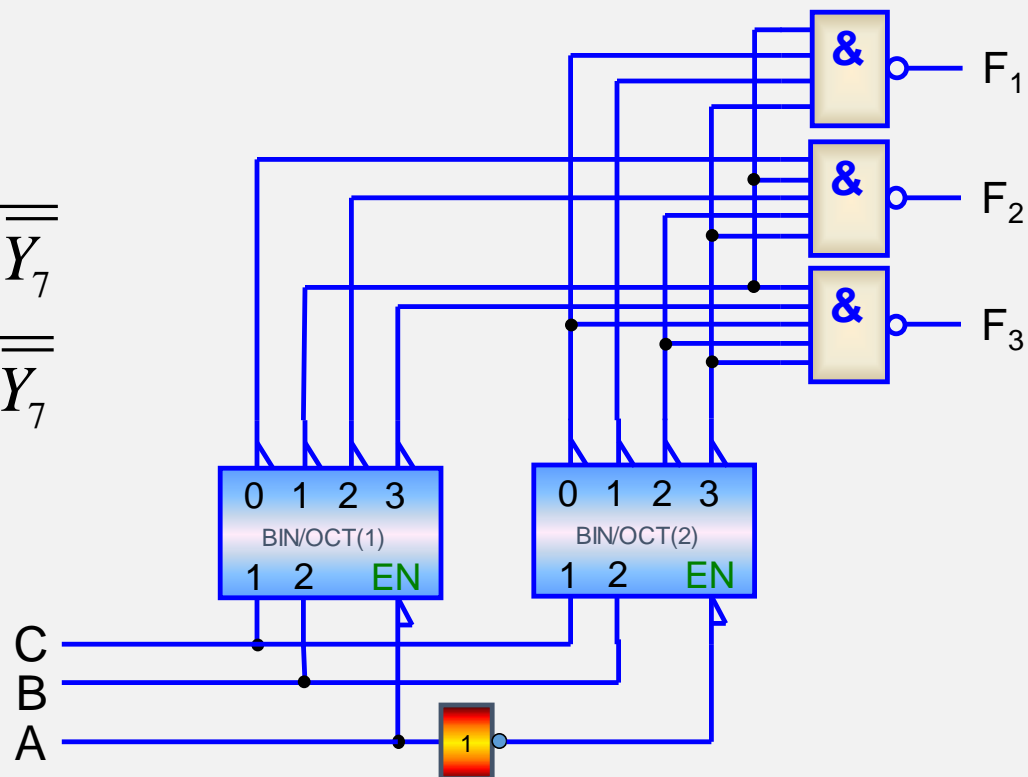 &
F₁
&
F₂
Y₇
&
F₃
Y₇
0 1 2 3
BIN/OCT(1)
1 2 EN
0 1 2 3
BIN/OCT(2)
1 2 EN
C
B
A
1